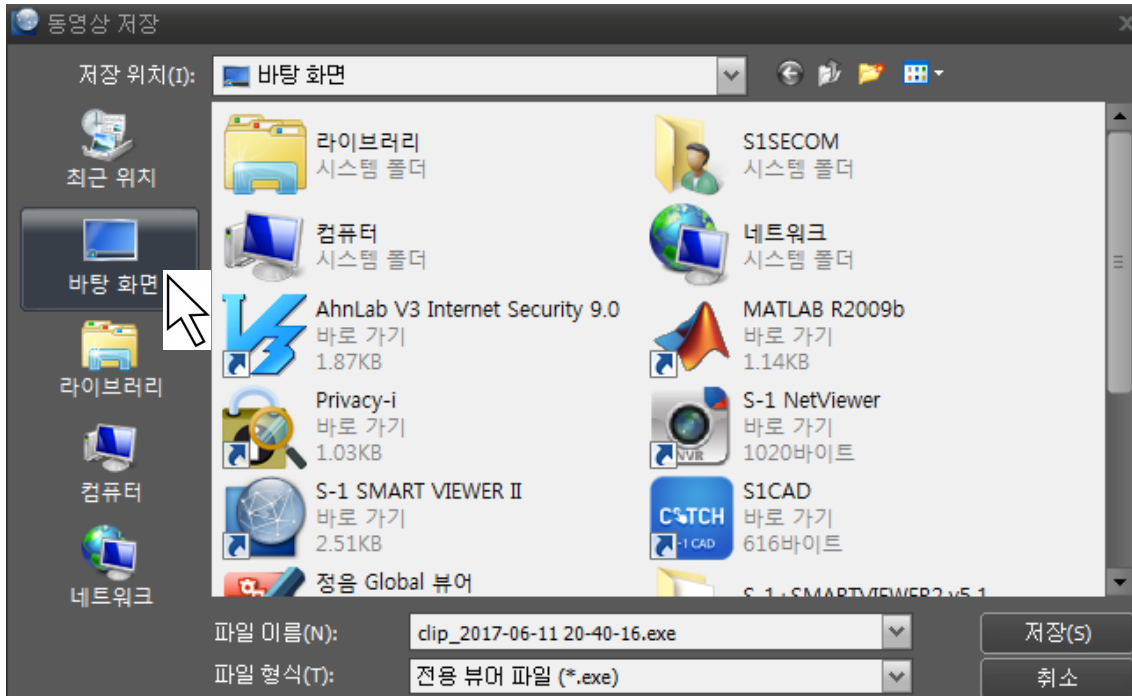 동영상 저장
저장 위치(I):
바탕 화면
최근 위치
바탕 화면
라이브러리
컴퓨터
네트워크
라이브러리
시스템 폴더
S1SECOM
시스템 폴더
컴퓨터
시스템 폴더
네트워크
시스템 폴더
AhnLab V3 Internet Security 9.0
바로 가기
1.87KB
MATLAB R2009b
바로 가기
1.14KB
Privacy-i
바로 가기
1.03KB
NVR
S-1 NetViewer
바로 가기
1020바이트
S-1 SMART VIEWER II
바로 가기
2.51KB
CATCH
S-1 CAD
S1CAD
바로 가기
616바이트
정음 Global 뷰어
파일 이름(N):
clip_2017-06-11 20-40-16.exe
저장(S)
파일 형식(T):
전용 뷰어 파일 (*.exe)
취소